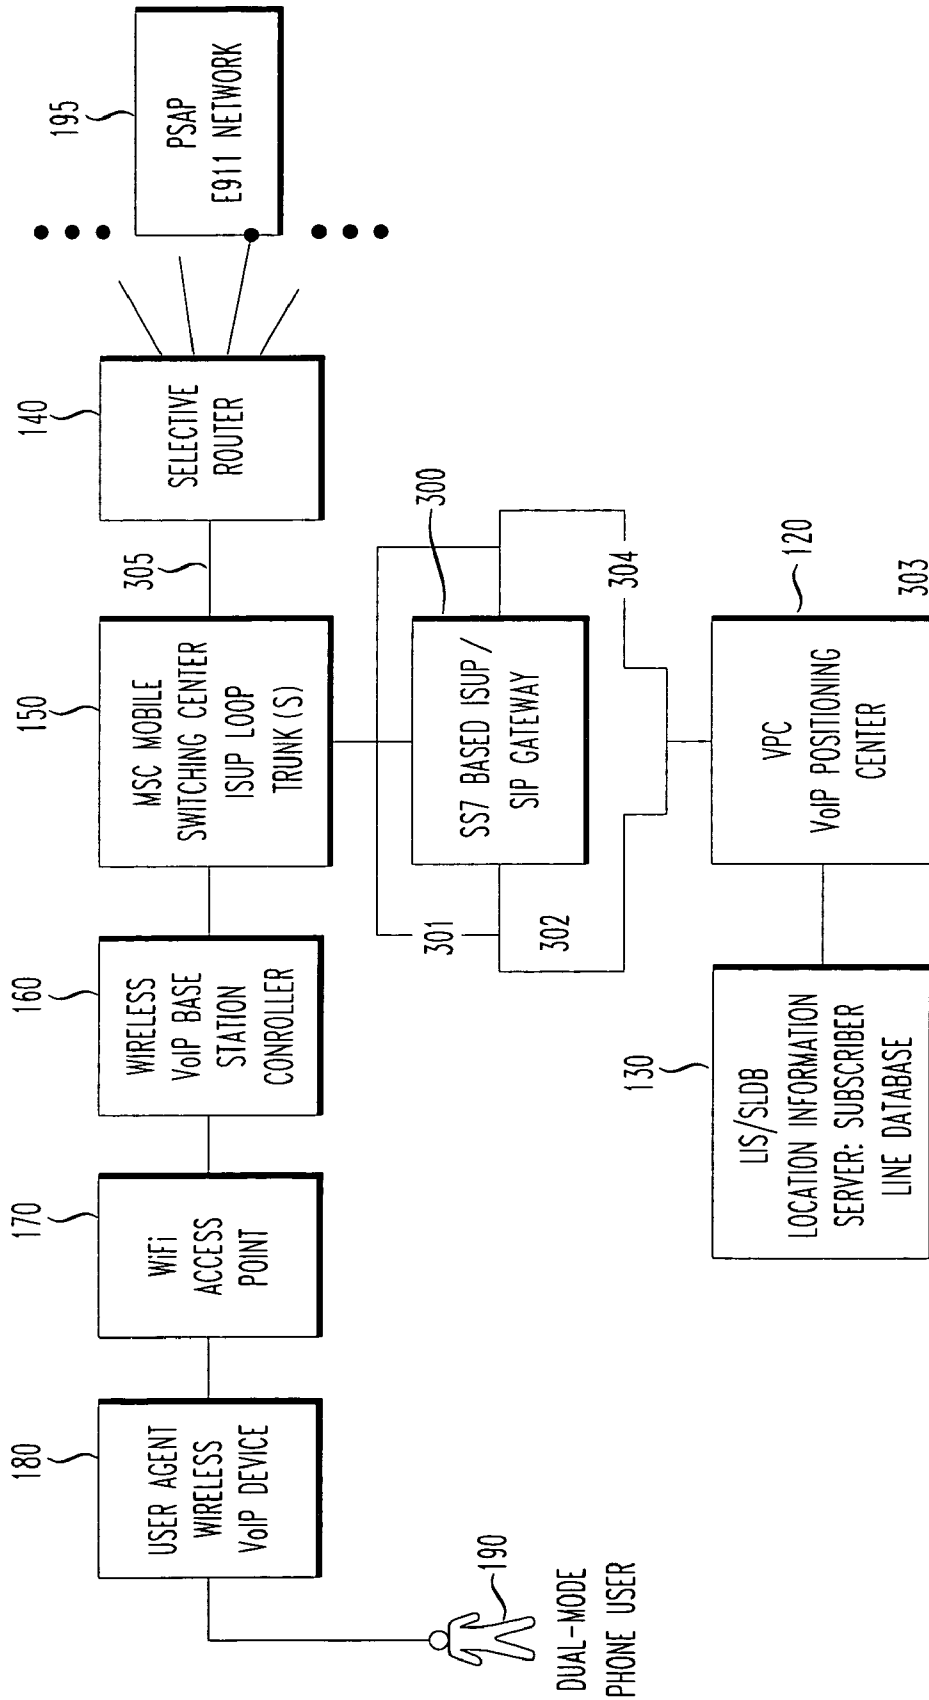 180
USER AGENT
WIRELESS
VoIP DEVICE
170
WiFi
ACCESS
POINT
160
WIRELESS
VoIP BASE
STATION
CONROLLER
150
MSC MOBILE
SWITCHING CENTER
ISUP LOOP
TRUNK(S)
305
140
SELECTIVE
ROUTER
195
PSAP
E911 NETWORK
190
DUAL-MODE
PHONE USER
301
302
300
SS7 BASED ISUP /
SIP GATEWAY
304
130
LIS/SLDB
LOCATION INFORMATION
SERVER: SUBSCRIBER
LINE DATABASE
120
VPC
VoIP POSITIONING
CENTER
303